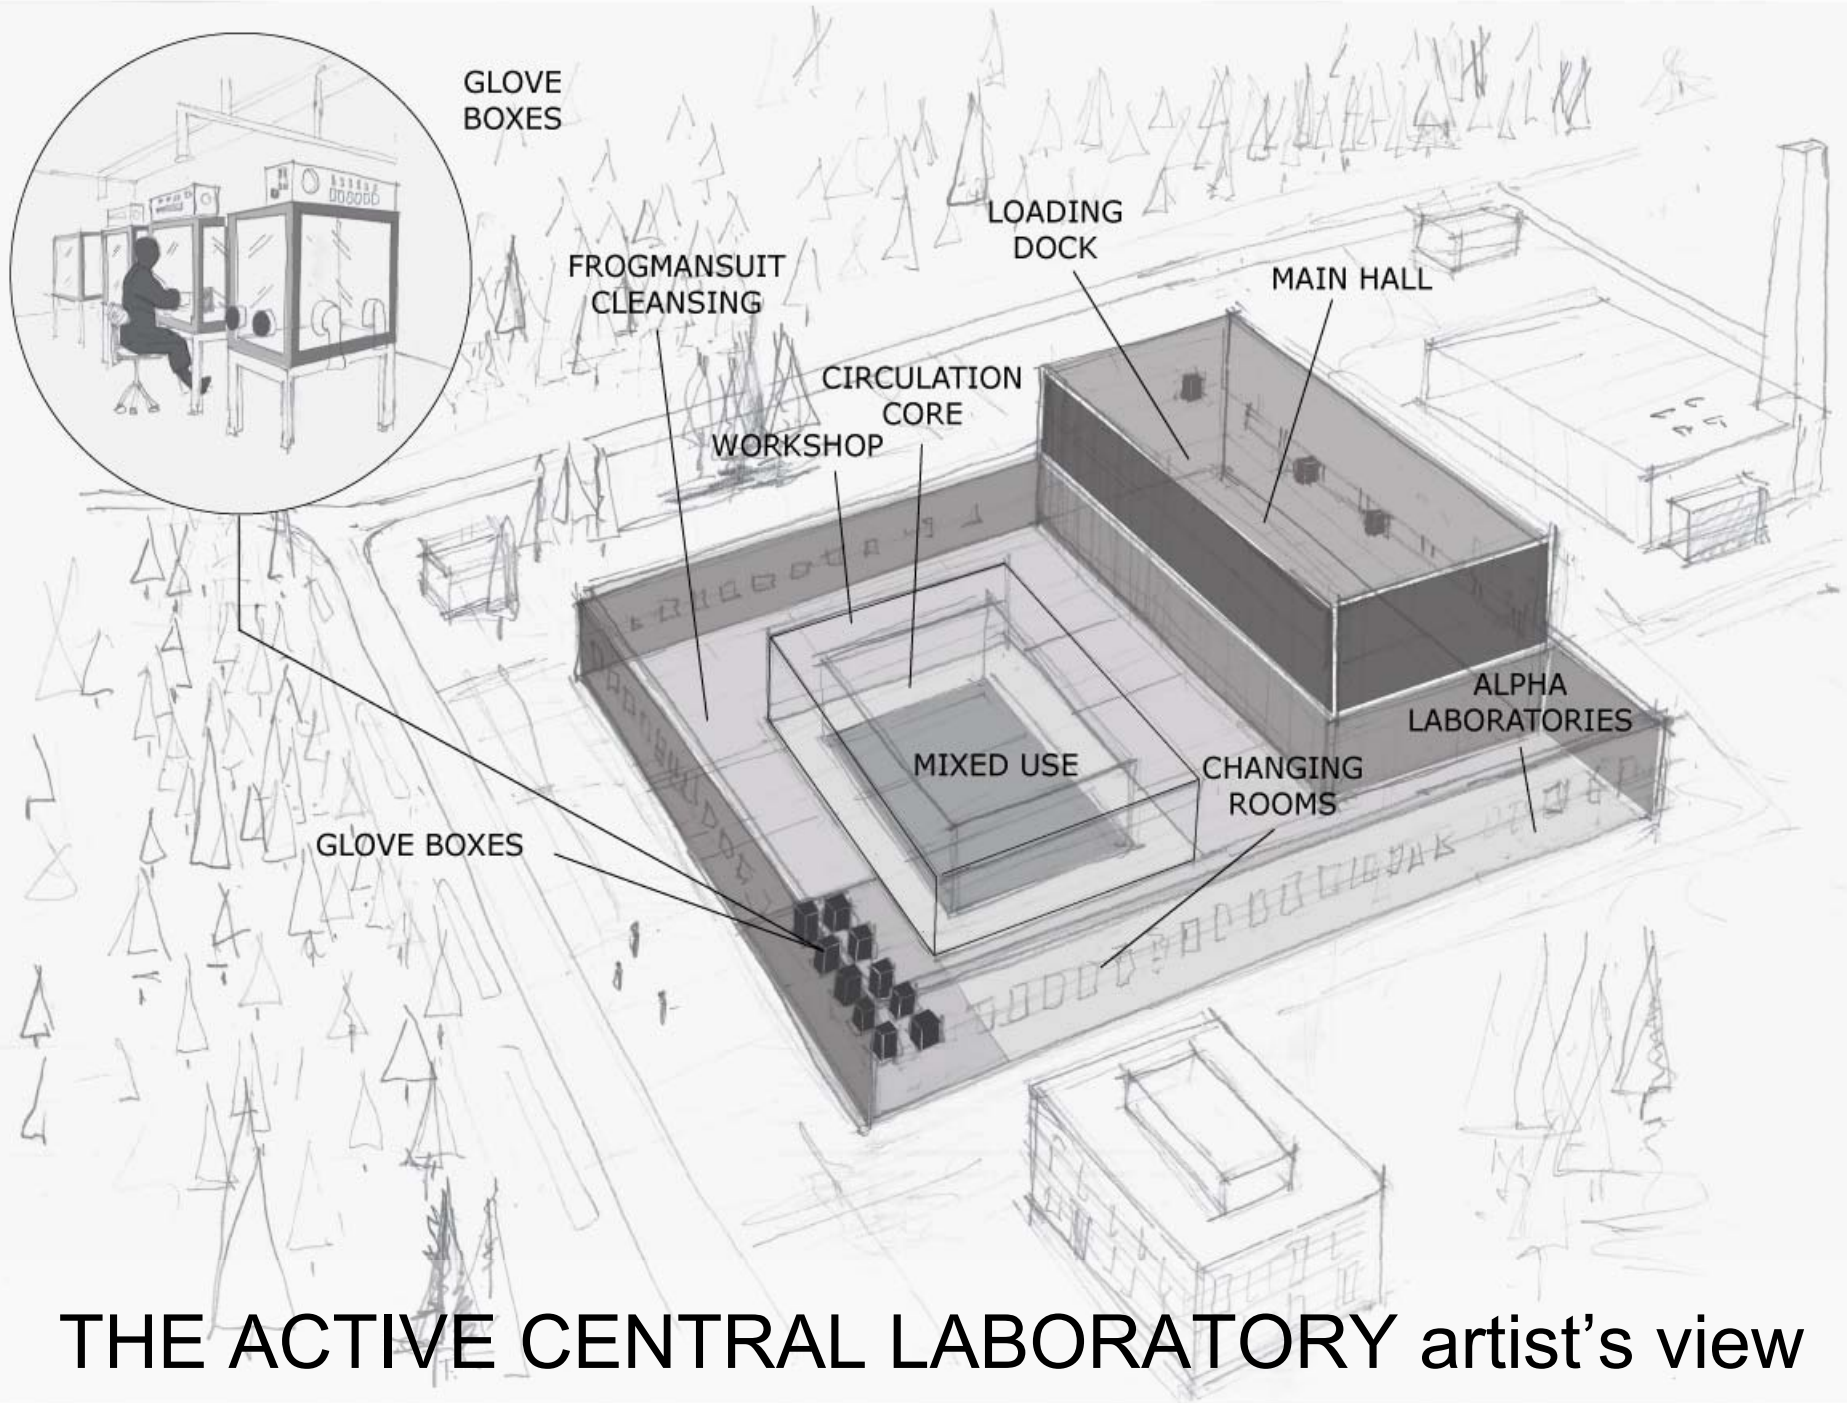 GLOVE
BOXES
LOADING
DOCK
FROGMANSUIT
CLEANSING
MAIN HALL
CIRCULATION
CORE
WORKSHOP
ALPHA
LABORATORIES
MIXED USE
CHANGING
ROOMS
GLOVE BOXES
THE ACTIVE CENTRAL LABORATORY artist's view